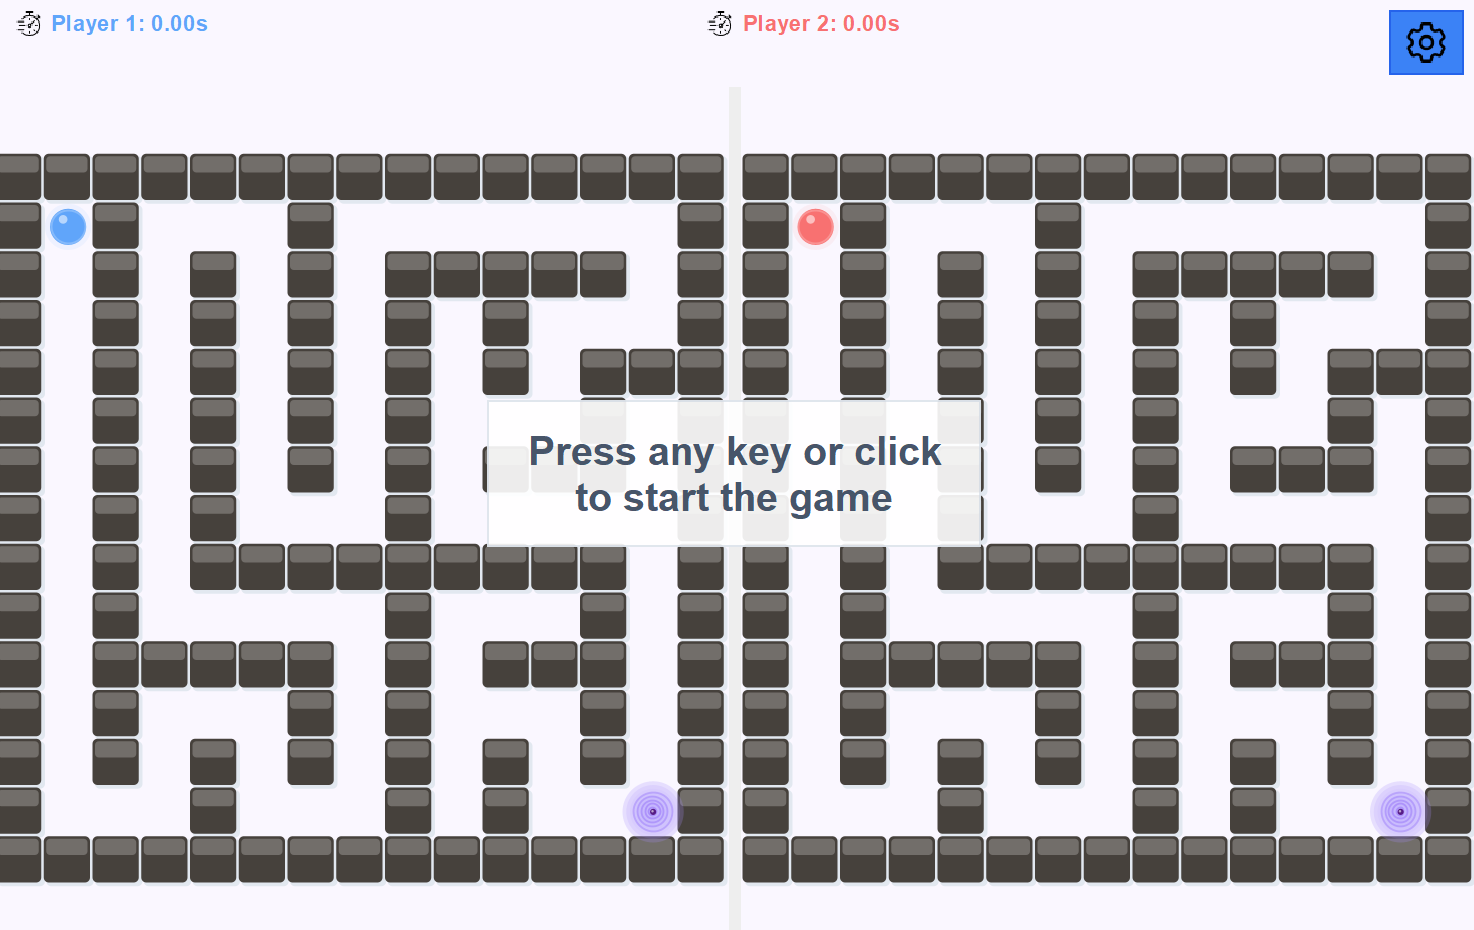 Player 1: 0.00s
Player 2: 0.00s
Press any key or click
to start the game